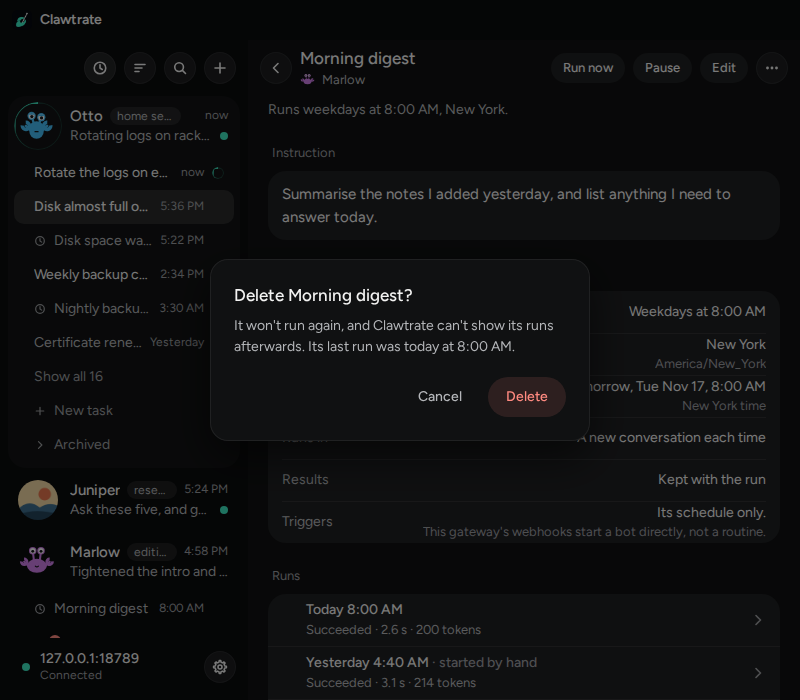 Clawtrate
Otto home se... now
Rotating logs on rack...
Rotate the logs on e... now
Disk almost full o... 5:36 PM
Disk space wa... 5:22 PM
Weekly backup c... 2:34 PM
Nightly backu... 3:30 AM
Certificate rene... Yesterday
Show all 16
New task
Archived
Juniper rese... 5:24 PM
Ask these five, and g...
Marlow editi... 4:58 PM
Tightened the intro and ...
Morning digest 8:00 AM
127.0.0.1:18789
Connected
Morning digest
Marlow
Run now Pause Edit
Runs weekdays at 8:00 AM, New York.
Instruction
Summarise the notes I added yesterday, and list anything I need to
answer today.
Delete Morning digest?
It won't run again, and Clawtrate can't show its runs
afterwards. Its last run was today at 8:00 AM.
Cancel Delete
Weekdays at 8:00 AM
New York
America/New_York
Tue Nov 17, 8:00 AM
New York time
A new conversation each time
Results Kept with the run
Triggers Its schedule only.
This gateway's webhooks start a bot directly, not a routine.
Runs
Today 8:00 AM
Succeeded · 2.6 s · 200 tokens
Yesterday 4:40 AM · started by hand
Succeeded · 3.1 s · 214 tokens